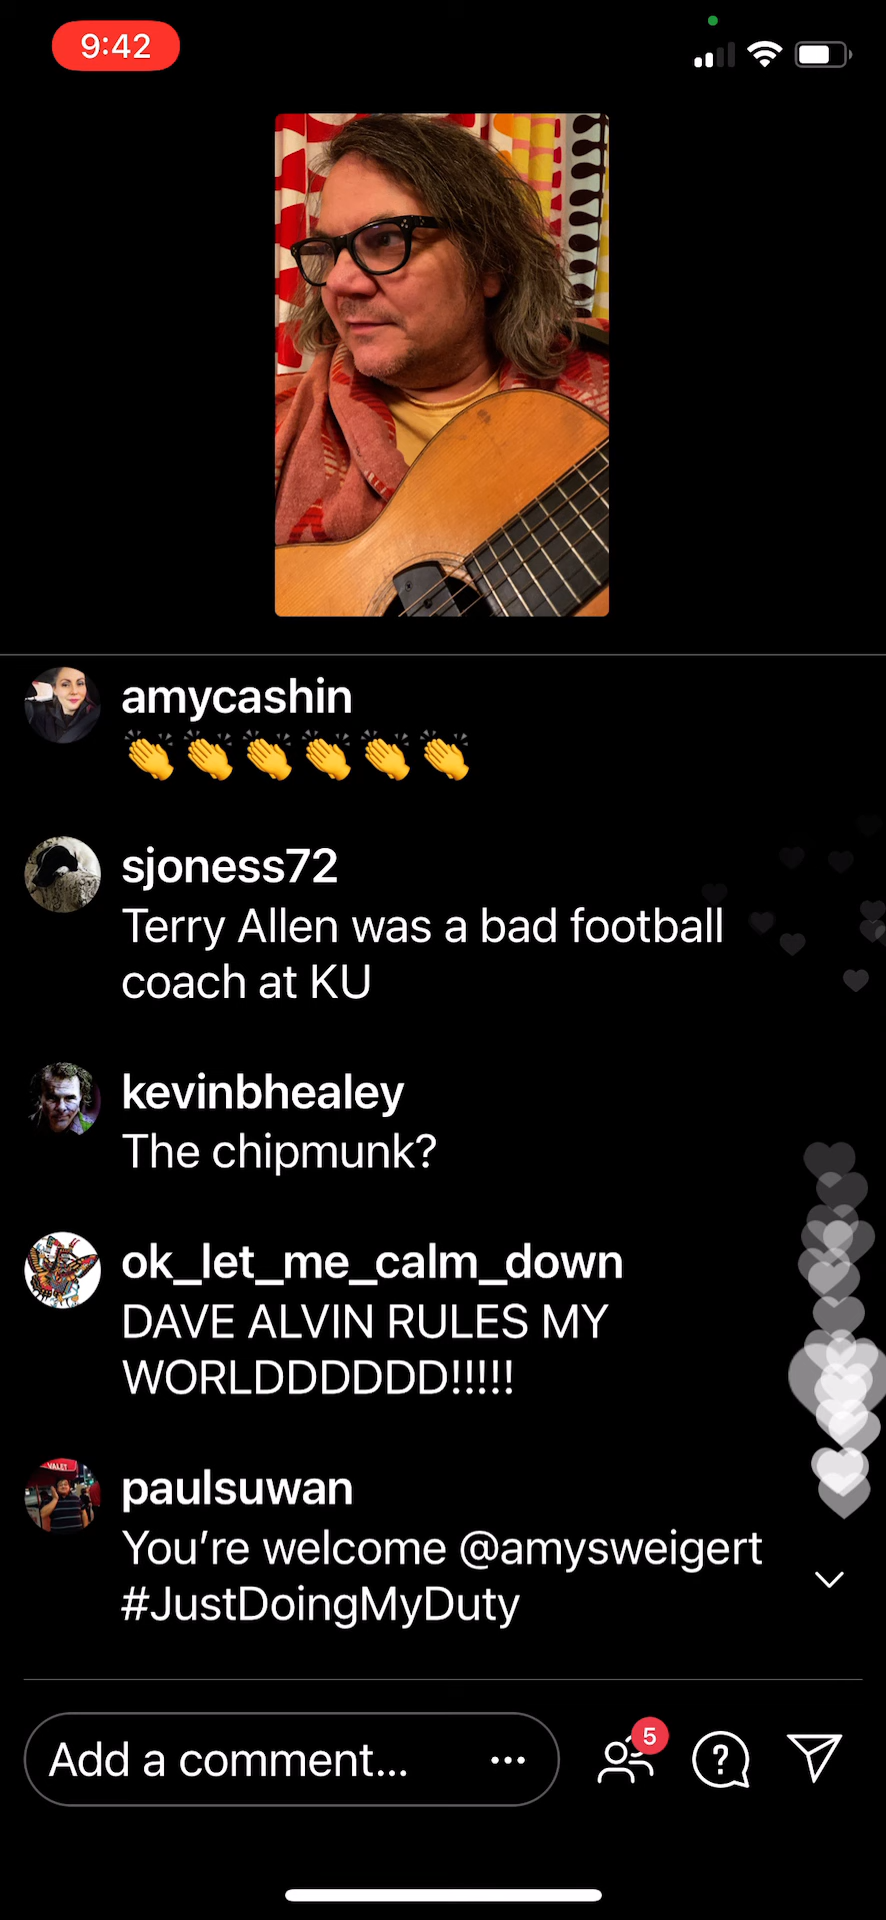 9:42
amycashin
👏👏👏👏👏👏
sjoness72
Terry Allen was a bad football
coach at KU
kevinbhealey
The chipmunk?
ok_let_me_calm_down
DAVE ALVIN RULES MY
WORLDDDDDD!!!!!
VALET
paulsuwan
You’re welcome @amysweigert
#JustDoingMyDuty
Add a comment...
5
?